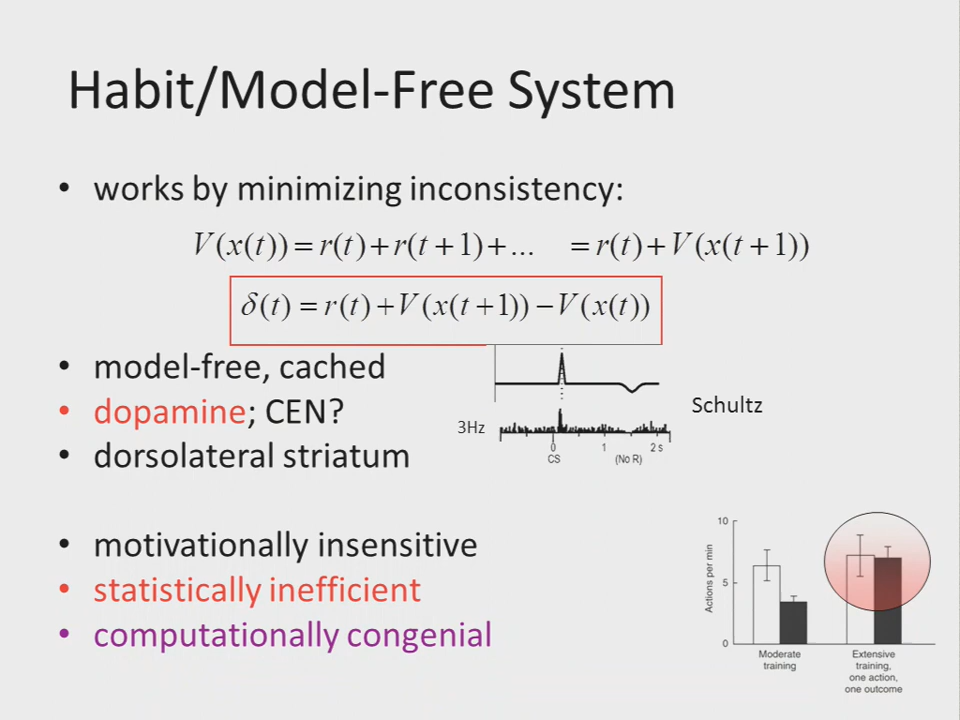 Habit/Model-Free System
• works by minimizing inconsistency:
V(x(t)) = r(t) + r(t + 1) + ... = r(t) + V(x(t + 1))
δ(t) = r(t) + V(x(t + 1)) − V(x(t))
• model-free, cached
• dopamine; CEN?
• dorsolateral striatum
3Hz
0 1 2 s
CS (No R)
Schultz
• motivationally insensitive
• statistically inefficient
• computationally congenial
Actions per min
10
5
0
Moderate
training
Extensive
training,
one action,
one outcome